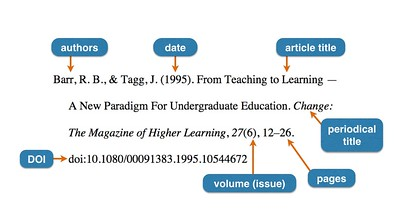 authors
date
article title
Barr, R. B., & Tagg, J. (1995). From Teaching to Learning —
A New Paradigm For Undergraduate Education. Change:
The Magazine of Higher Learning, 27(6), 12–26.
periodical
title
DOI
doi:10.1080/00091383.1995.10544672
volume (issue)
pages